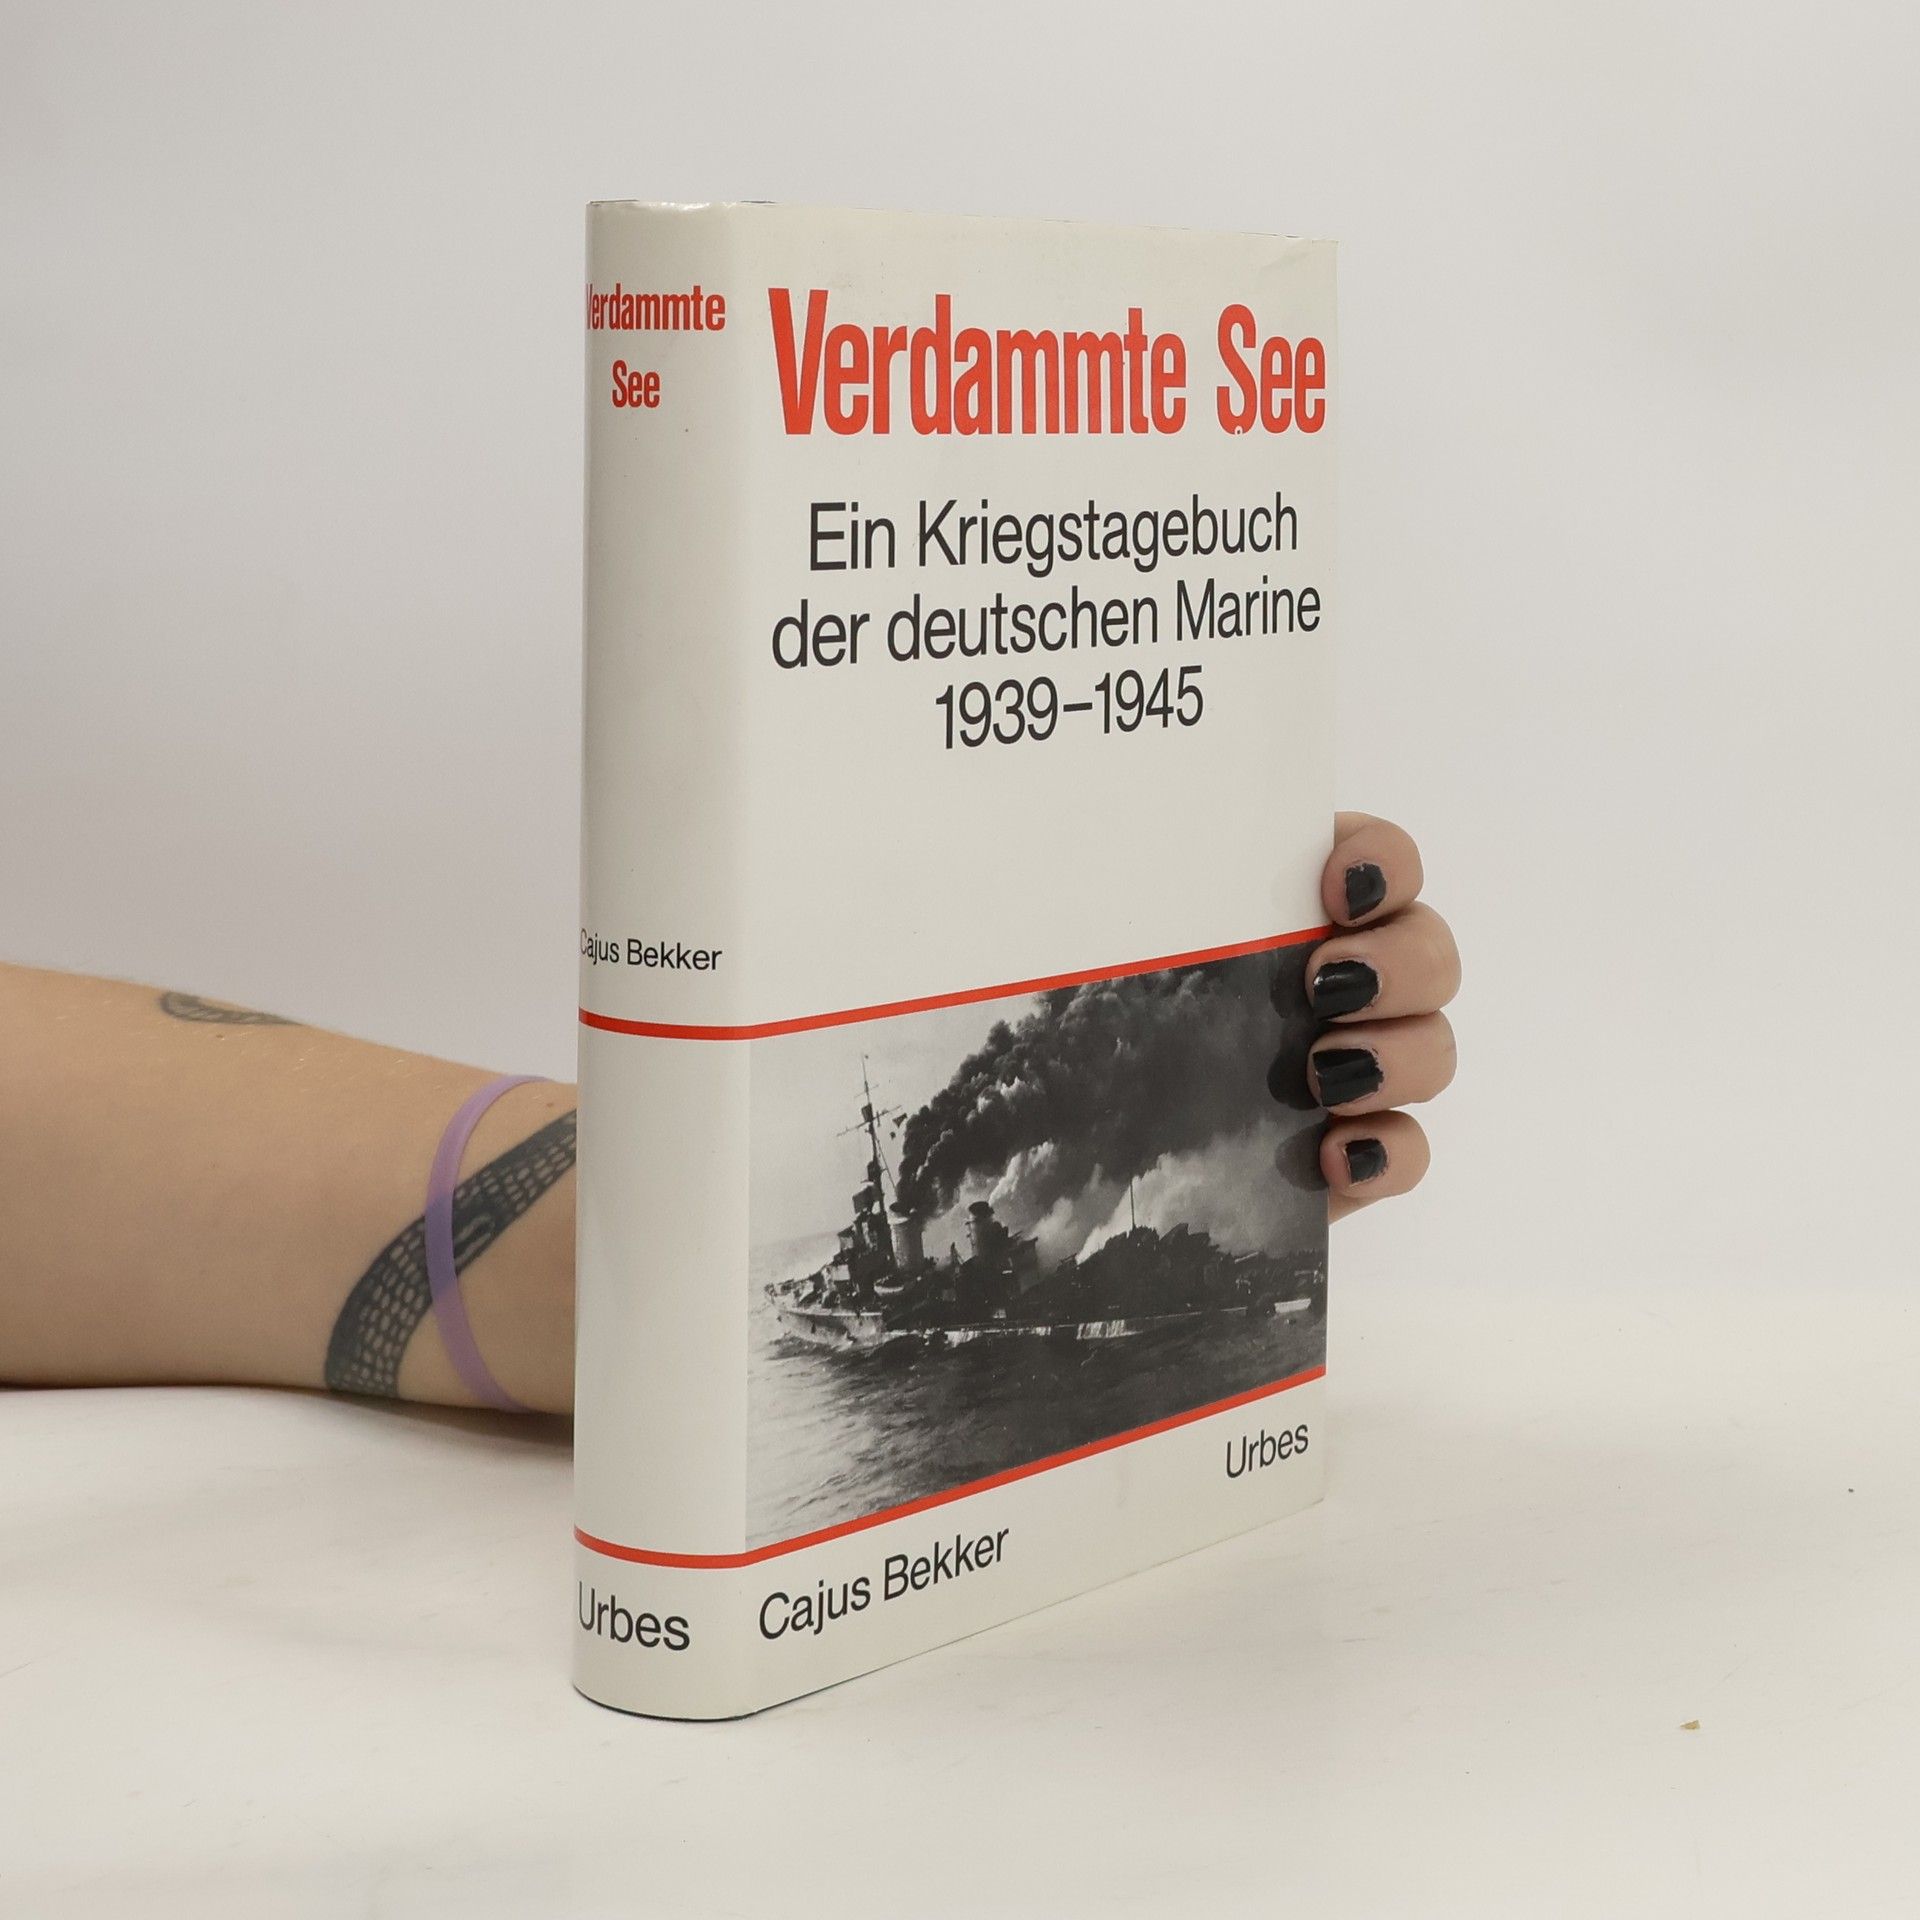 Verdammte
See
Cajus Bekker
Urbes
Verdammte See
Ein Kriegstagebuch
der deutschen Marine
1939–1945
Urbes
Cajus Bekker